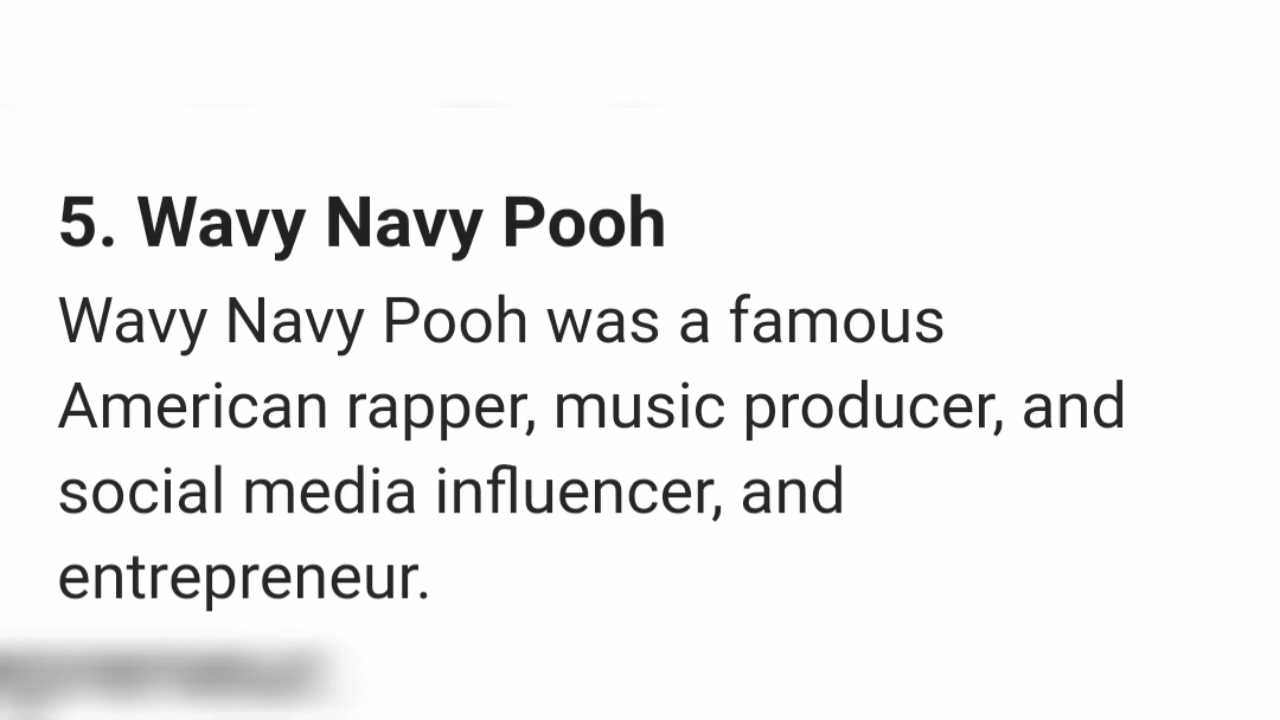 5. Wavy Navy Pooh
Wavy Navy Pooh was a famous
American rapper, music producer, and
social media influencer, and
entrepreneur.